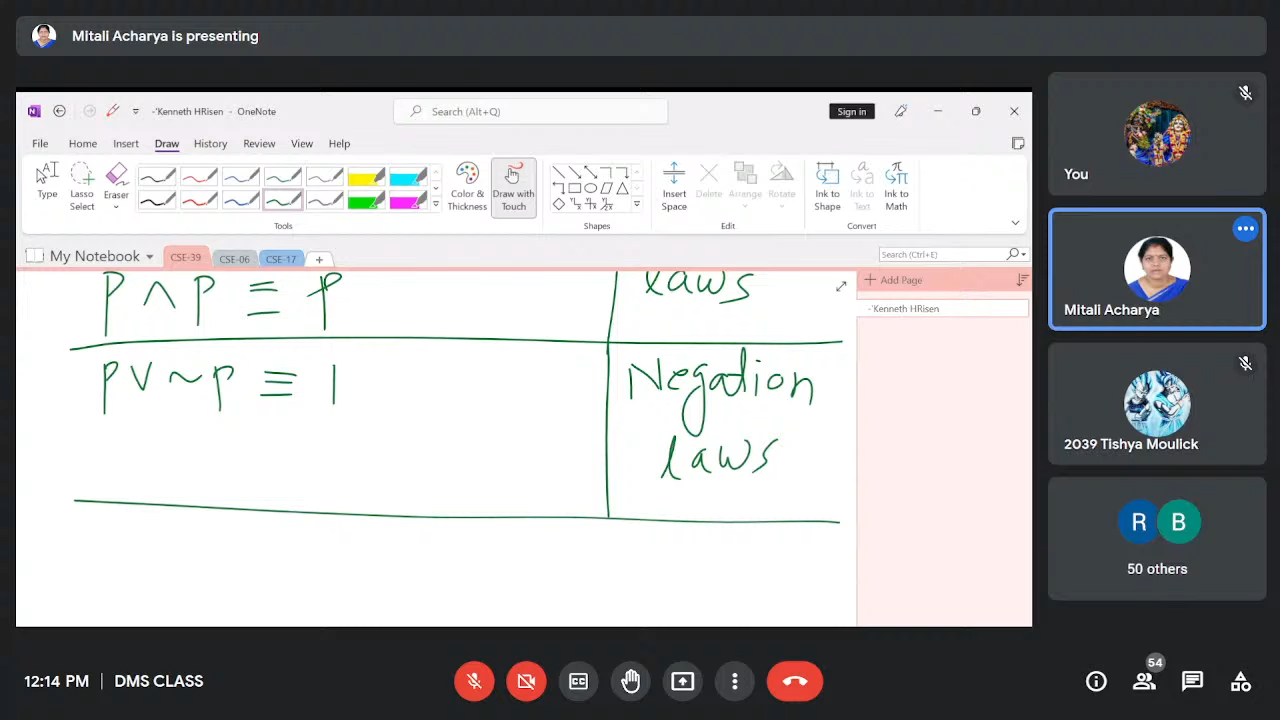 Mitali Acharya is presenting
-'Kenneth HRisen - OneNote
Search (Alt+Q)
Sign in
File Home Insert Draw History Review View Help
Type
Lasso Select
Eraser
Color & Thickness
Draw with Touch
Insert Space
Delete
Arrange
Rotate
Ink to Shape
Ink to Text
Ink to Math
Tools
Shapes
Edit
Convert
My Notebook
CSE-39
CSE-06
CSE-17
Search (Ctrl+E)
Add Page
-'Kenneth HRisen
p ∧ p ≡ p
laws
p ∨ ~p ≡ 1
Negation
laws
You
Mitali Acharya
2039 TIshya Moulick
R B
50 others
12:14 PM | DMS CLASS
CC
54